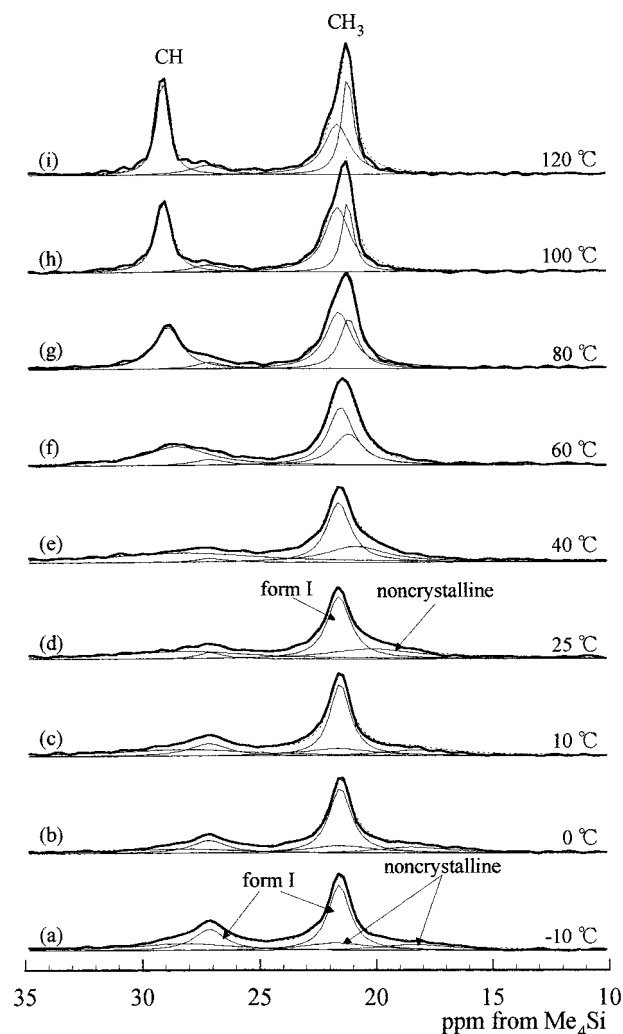 CH CH₃
(i) 120 ℃
(h) 100 ℃
(g) 80 ℃
(f) 60 ℃
(e) 40 ℃
form I noncrystalline
(d) 25 ℃
(c) 10 ℃
(b) 0 ℃
form I noncrystalline
(a) -10 ℃
35 30 25 20 15 10
ppm from Me₄Si